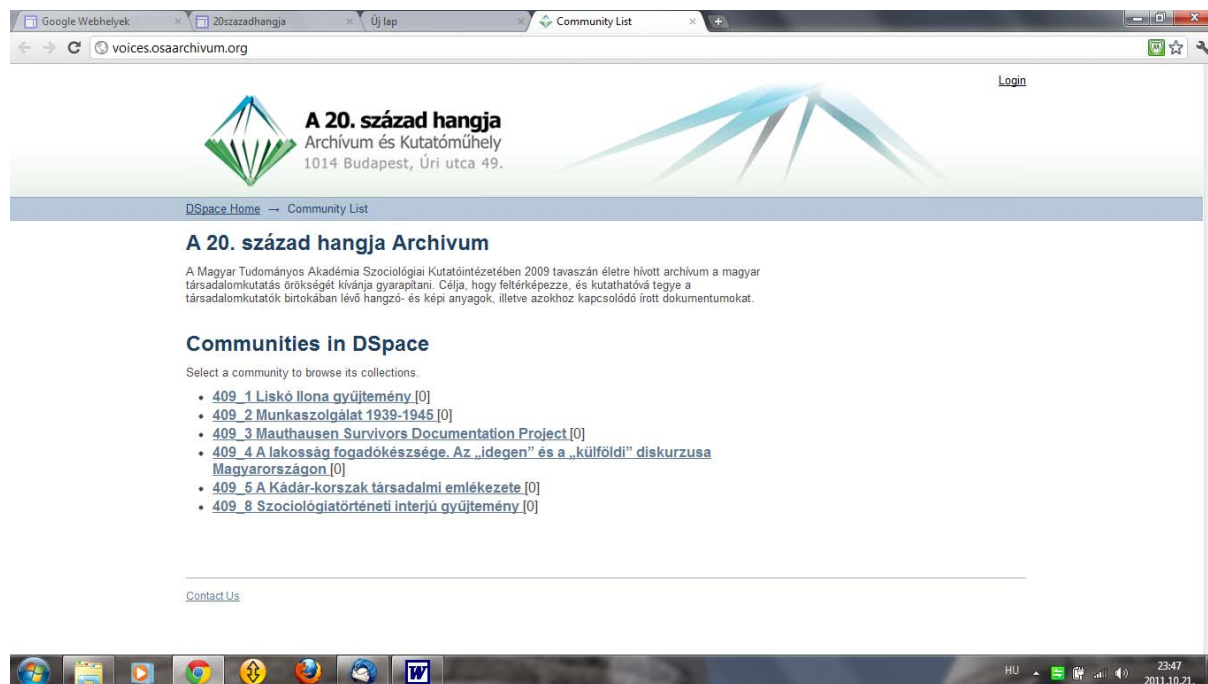 Google Webhelyek
20szazadhangja
Új lap
Community List
voices.osaarchivum.org
Login
A 20. század hangja
Archívum és Kutatóműhely
1014 Budapest, Úri utca 49.
DSpace Home → Community List
A 20. század hangja Archivum
A Magyar Tudományos Akadémia Szociológiai Kutatóintézetében 2009 tavaszán életre hívott archívum a magyar
társadalomkutatás örökségét kívánja gyarapítani. Célja, hogy feltérképezze, és kutathatóvá tegye a
társadalomkutatók birtokában lévő hangzó- és képi anyagok, illetve azokhoz kapcsolódó írott dokumentumokat.
Communities in DSpace
Select a community to browse its collections.
409_1 Liskó Ilona gyűjtemény [0]
409_2 Munkaszolgálat 1939-1945 [0]
409_3 Mauthausen Survivors Documentation Project [0]
409_4 A lakosság fogadókészsége. Az „idegen” és a „külföldi” diskurzusa
Magyarországon [0]
409_5 A Kádár-korszak társadalmi emlékezete [0]
409_8 Szociológiatörténeti interjú gyűjtemény [0]
Contact Us
W
HU
23:47
2011.10.21.